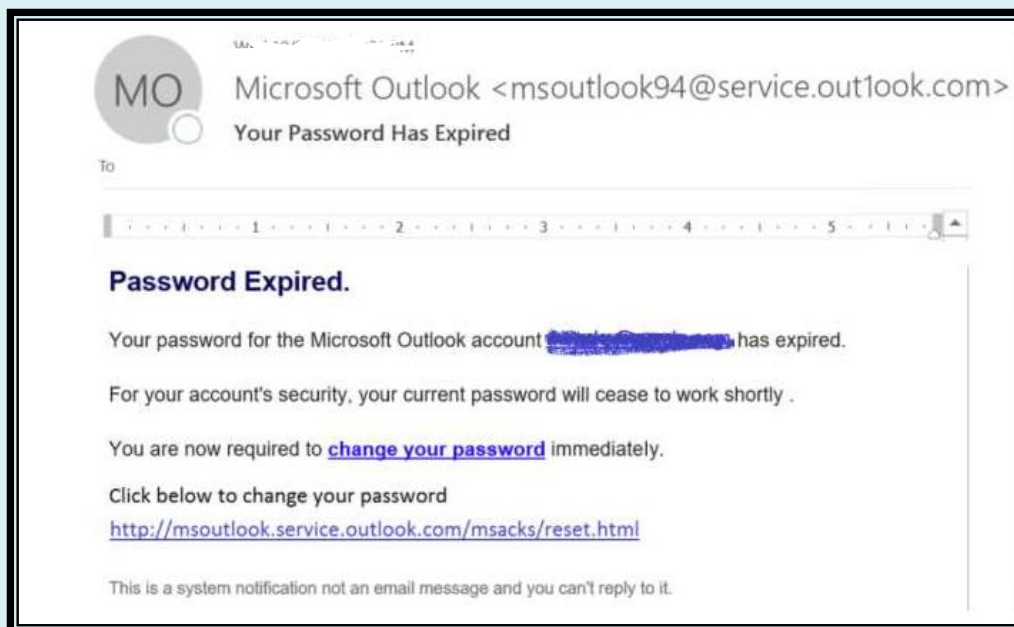 MO
Microsoft Outlook <msoutlook94@service.out1ook.com>
Your Password Has Expired
To
1 2 3 4 5
Password Expired.
Your password for the Microsoft Outlook account has expired.
For your account's security, your current password will cease to work shortly .
You are now required to change your password immediately.
Click below to change your password
http://msoutlook.service.outlook.com/msacks/reset.html
This is a system notification not an email message and you can't reply to it.